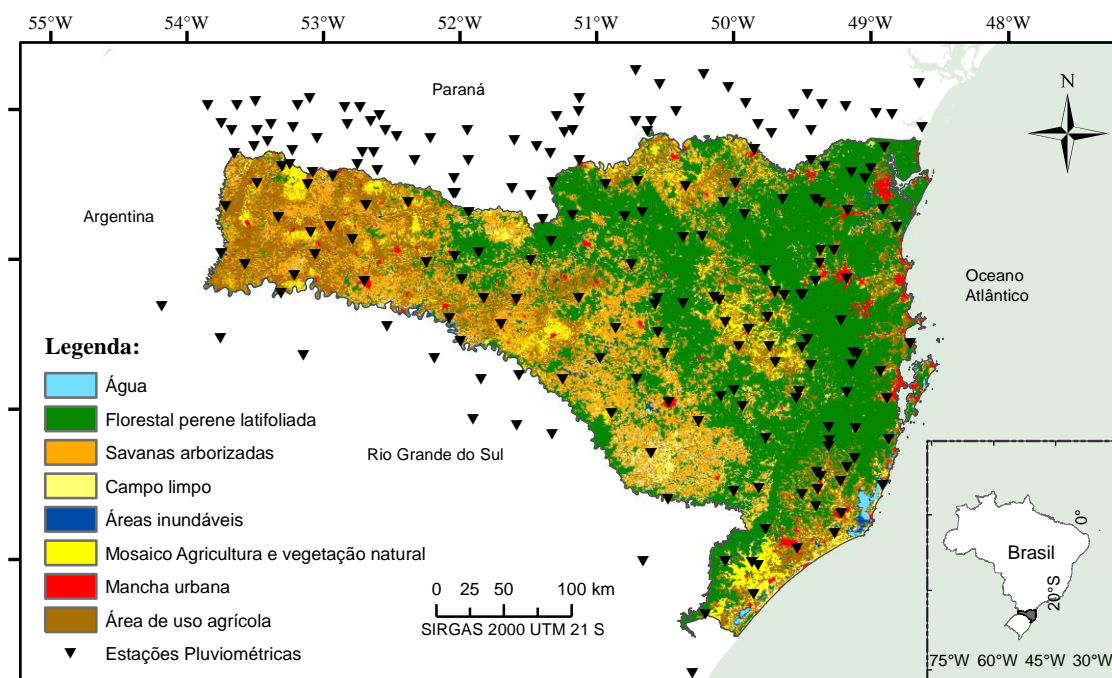 55°W 54°W 53°W 52°W 51°W 50°W 49°W 48°W
Paraná
N
Argentina
Oceano
Atlântico
Legenda:
Água
Florestal perene latifoliada
Savanas arborizadas
Campo limpo
Áreas inundáveis
Mosaico Agricultura e vegetação natural
Mancha urbana
Área de uso agrícola
Estações Pluviométricas
Rio Grande do Sul
0 25 50 100 km
SIRGAS 2000 UTM 21 S
0°
Brasil
20°S
75°W 60°W 45°W 30°W